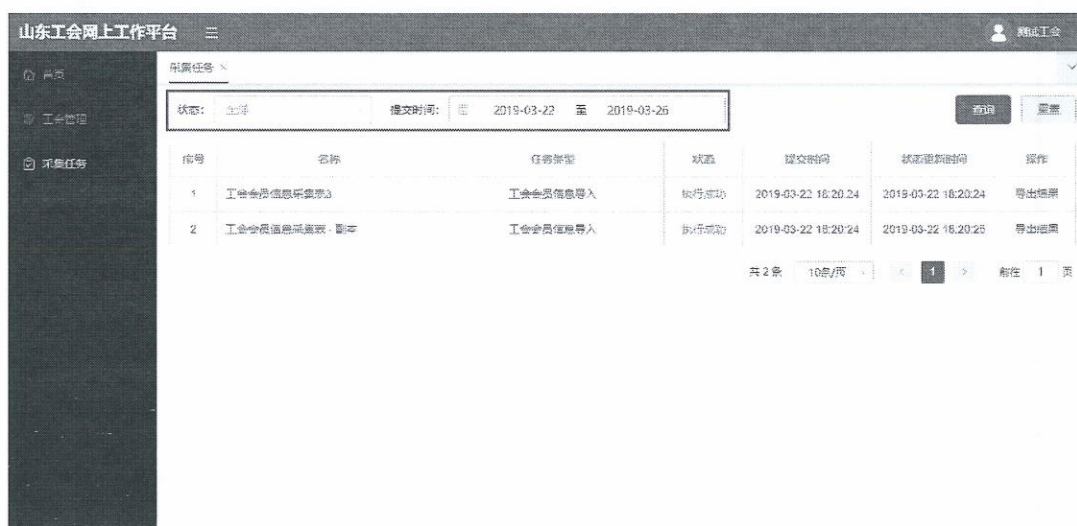 山东工会网上工作平台
测试工会
首页
采集任务 ×
工会管理
状态: 全部 提交时间: 2019-03-22 至 2019-03-26 查询 重置
采集任务
序号 名称 任务类型 状态 提交时间 状态更新时间 操作
1 工会会员信息采集表3 工会会员信息导入 执行成功 2019-03-22 18:20:24 2019-03-22 18:20:24 导出结果
2 工会会员信息采集表 - 副本 工会会员信息导入 执行成功 2019-03-22 18:20:24 2019-03-22 18:20:25 导出结果
共 2 条 10条/页 < 1 > 前往 1 页